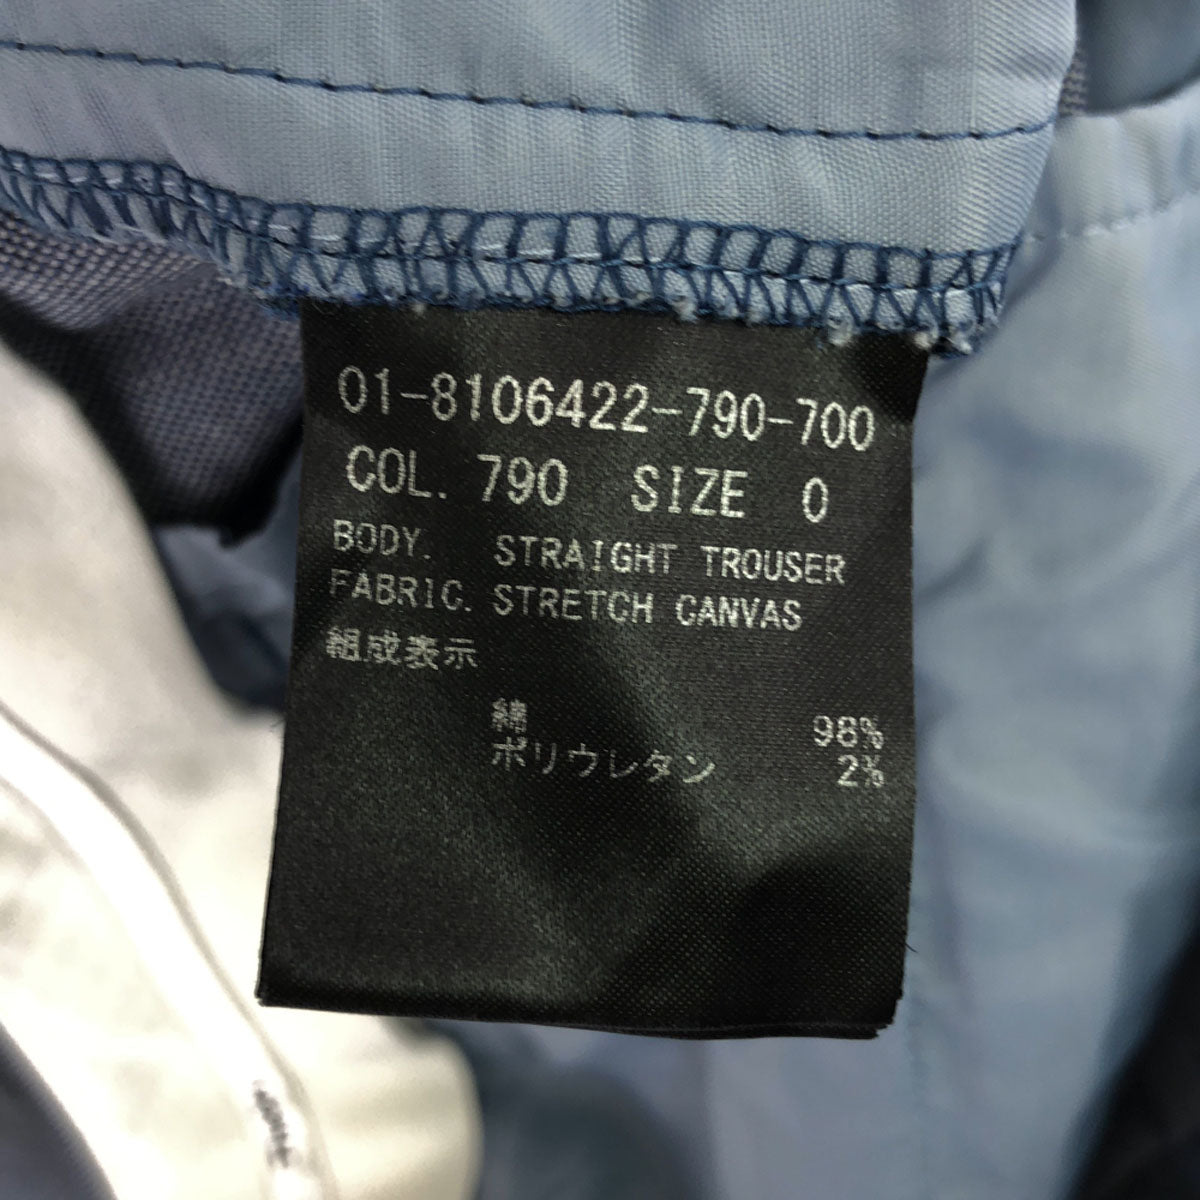 01-8106422-790-700
COL. 790 SIZE 0
BODY. STRAIGHT TROUSER
FABRIC. STRETCH CANVAS
組成表示
綿 98%
ポリウレタン 2%